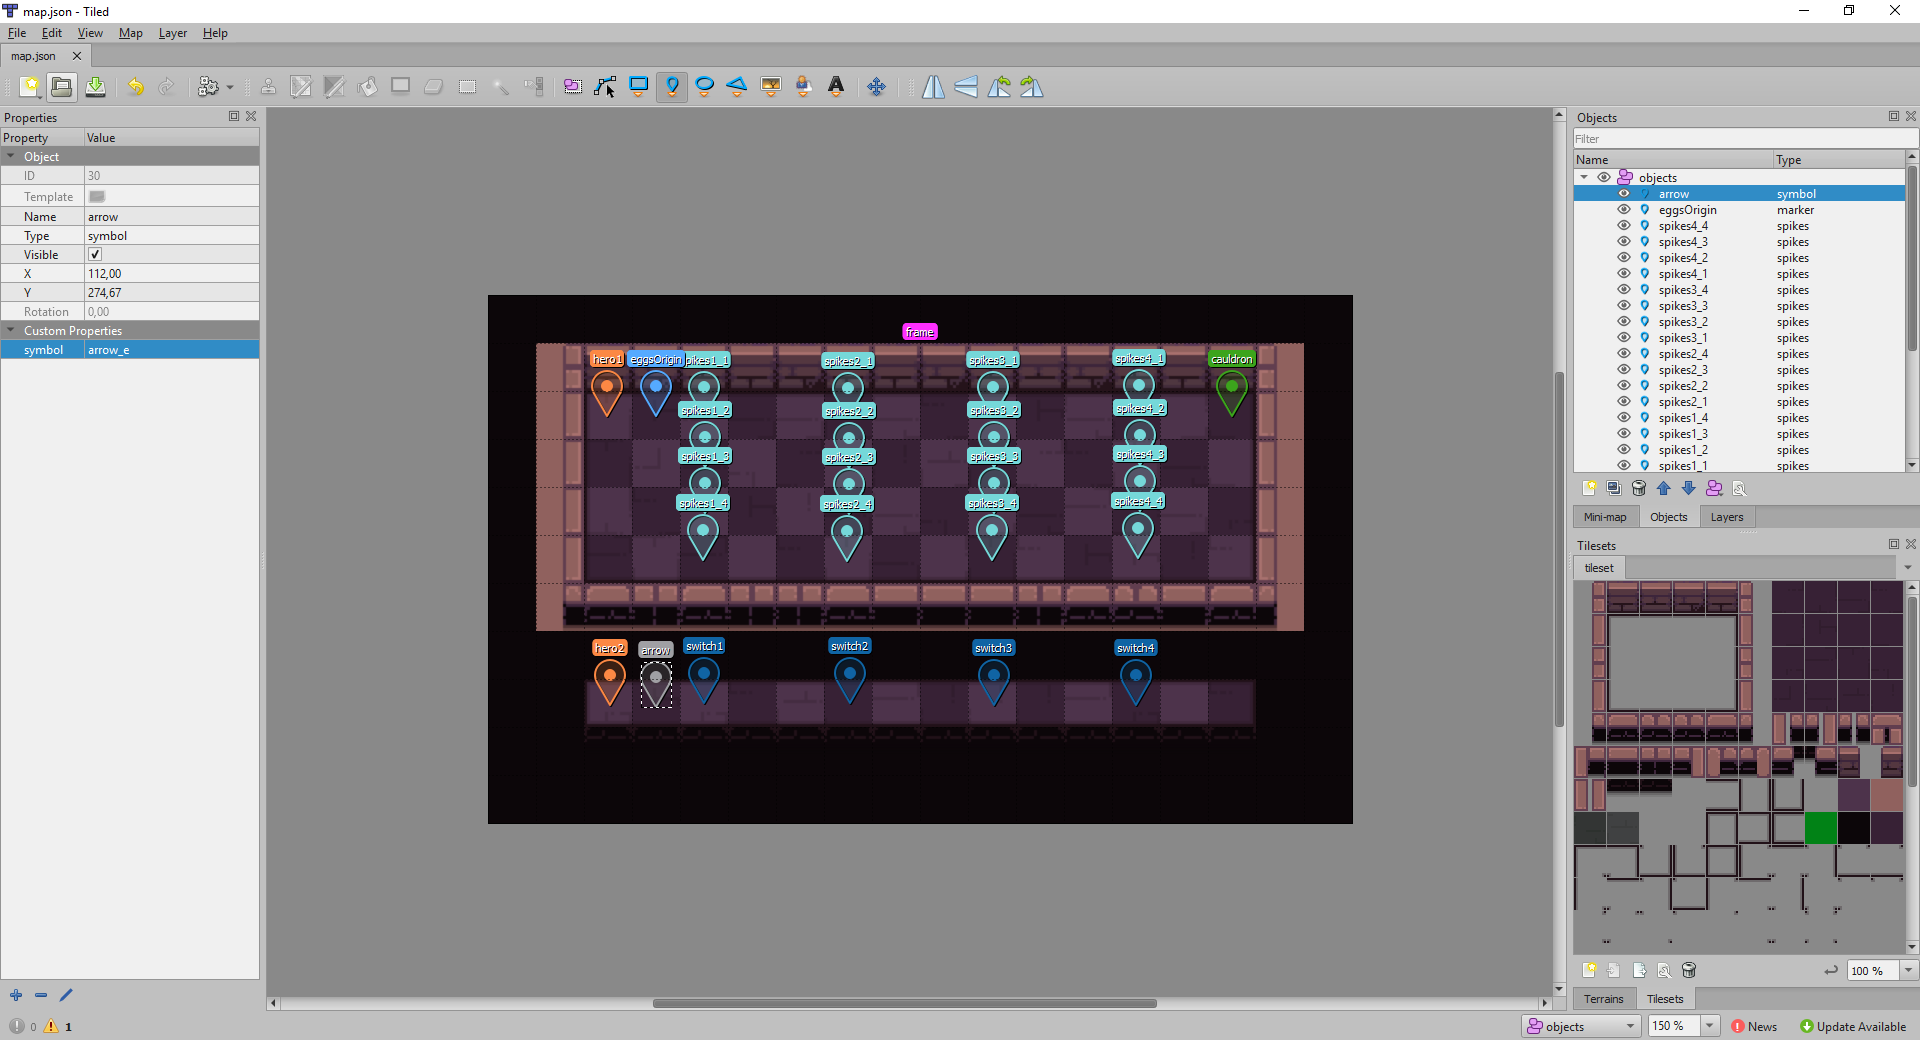 map.json - Tiled
File Edit View Map Layer Help
map.json
Properties
Property Value
Object
ID 30
Template
Name arrow
Type symbol
Visible
X 112,00
Y 274,67
Rotation 0,00
Custom Properties
symbol arrow_e
0 1
frame
hero1 eggsOrigin pikes1_1 spikes2_1 spikes3_1 spikes4_1 cauldron
spikes1_2 spikes2_2 spikes3_2 spikes4_2
spikes1_3 spikes2_3 spikes3_3 spikes4_3
spikes1_4 spikes2_4 spikes3_4 spikes4_4
hero2 arrow switch1 switch2 switch3 switch4
Objects
Filter
Name Type
objects
arrow symbol
eggsOrigin marker
spikes4_4 spikes
spikes4_3 spikes
spikes4_2 spikes
spikes4_1 spikes
spikes3_4 spikes
spikes3_3 spikes
spikes3_2 spikes
spikes3_1 spikes
spikes2_4 spikes
spikes2_3 spikes
spikes2_2 spikes
spikes2_1 spikes
spikes1_4 spikes
spikes1_3 spikes
spikes1_2 spikes
spikes1_1 spikes
Mini-map Objects Layers
Tilesets
tileset
100 %
Terrains Tilesets
objects 150 % News Update Available